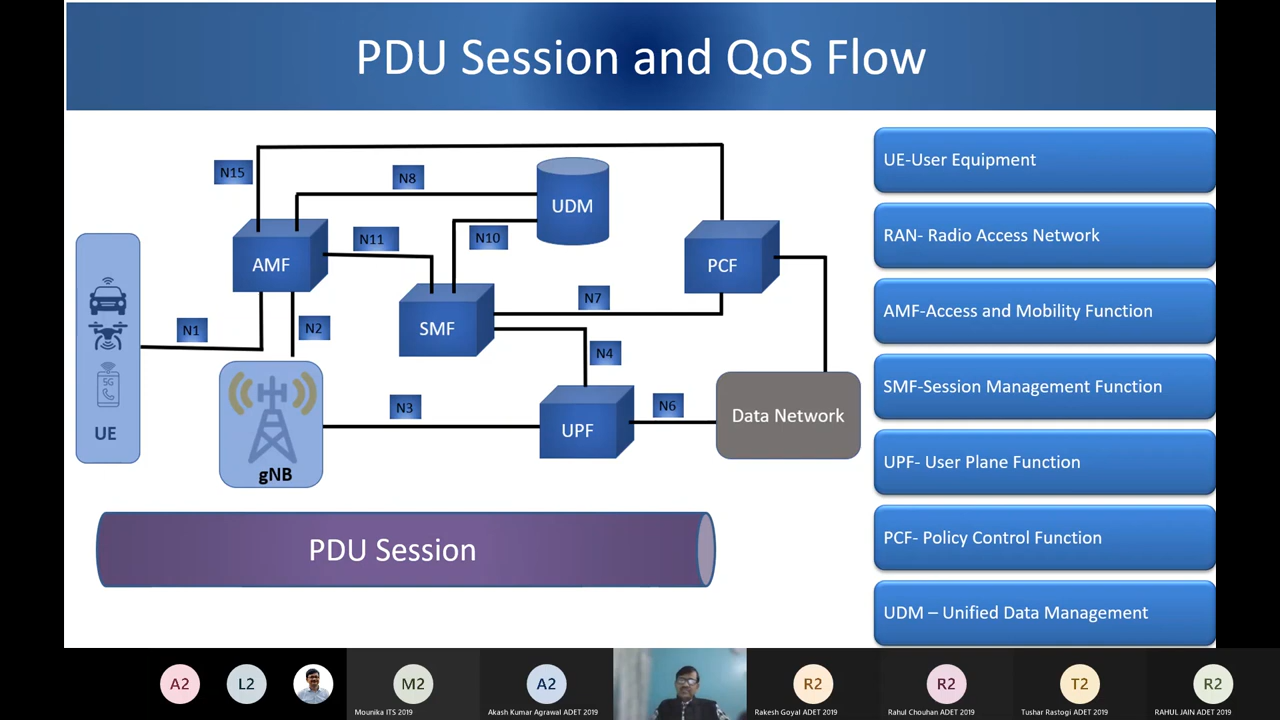 PDU Session and QoS Flow
N15
N8
UDM
AMF
N11
N10
PCF
SMF
N7
N1
N2
N4
5G
UE
N3
UPF
N6
Data Network
gNB
PDU Session
UE-User Equipment
RAN- Radio Access Network
AMF-Access and Mobility Function
SMF-Session Management Function
UPF- User Plane Function
PCF- Policy Control Function
UDM – Unified Data Management
A2
L2
M2
A2
R2
R2
T2
R2
Mounika ITS 2019
Akash Kumar Agrawal ADET 2019
Rakesh Goyal ADET 2019
Rahul Chouhan ADET 2019
Tushar Rastogi ADET 2019
RAHUL JAIN ADET 2019